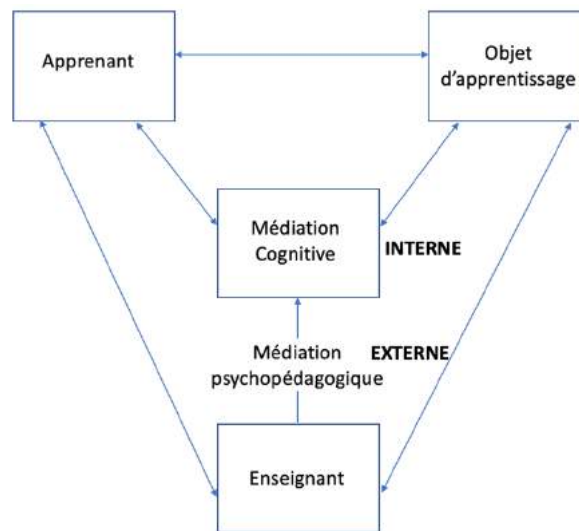 Apprenant
Objet
d'apprentissage
Médiation
Cognitive
INTERNE
Médiation
psychopédagogique
EXTERNE
Enseignant